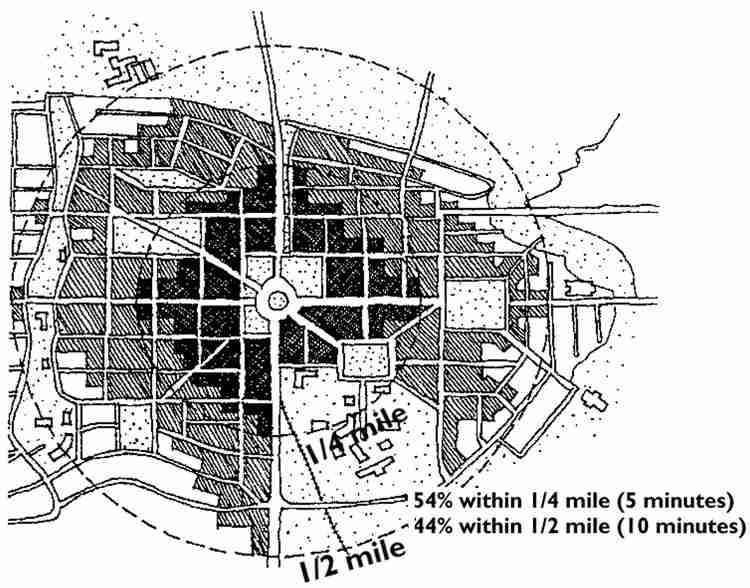 1/4 mile
54% within 1/4 mile (5 minutes)
44% within 1/2 mile (10 minutes)
1/2 mile